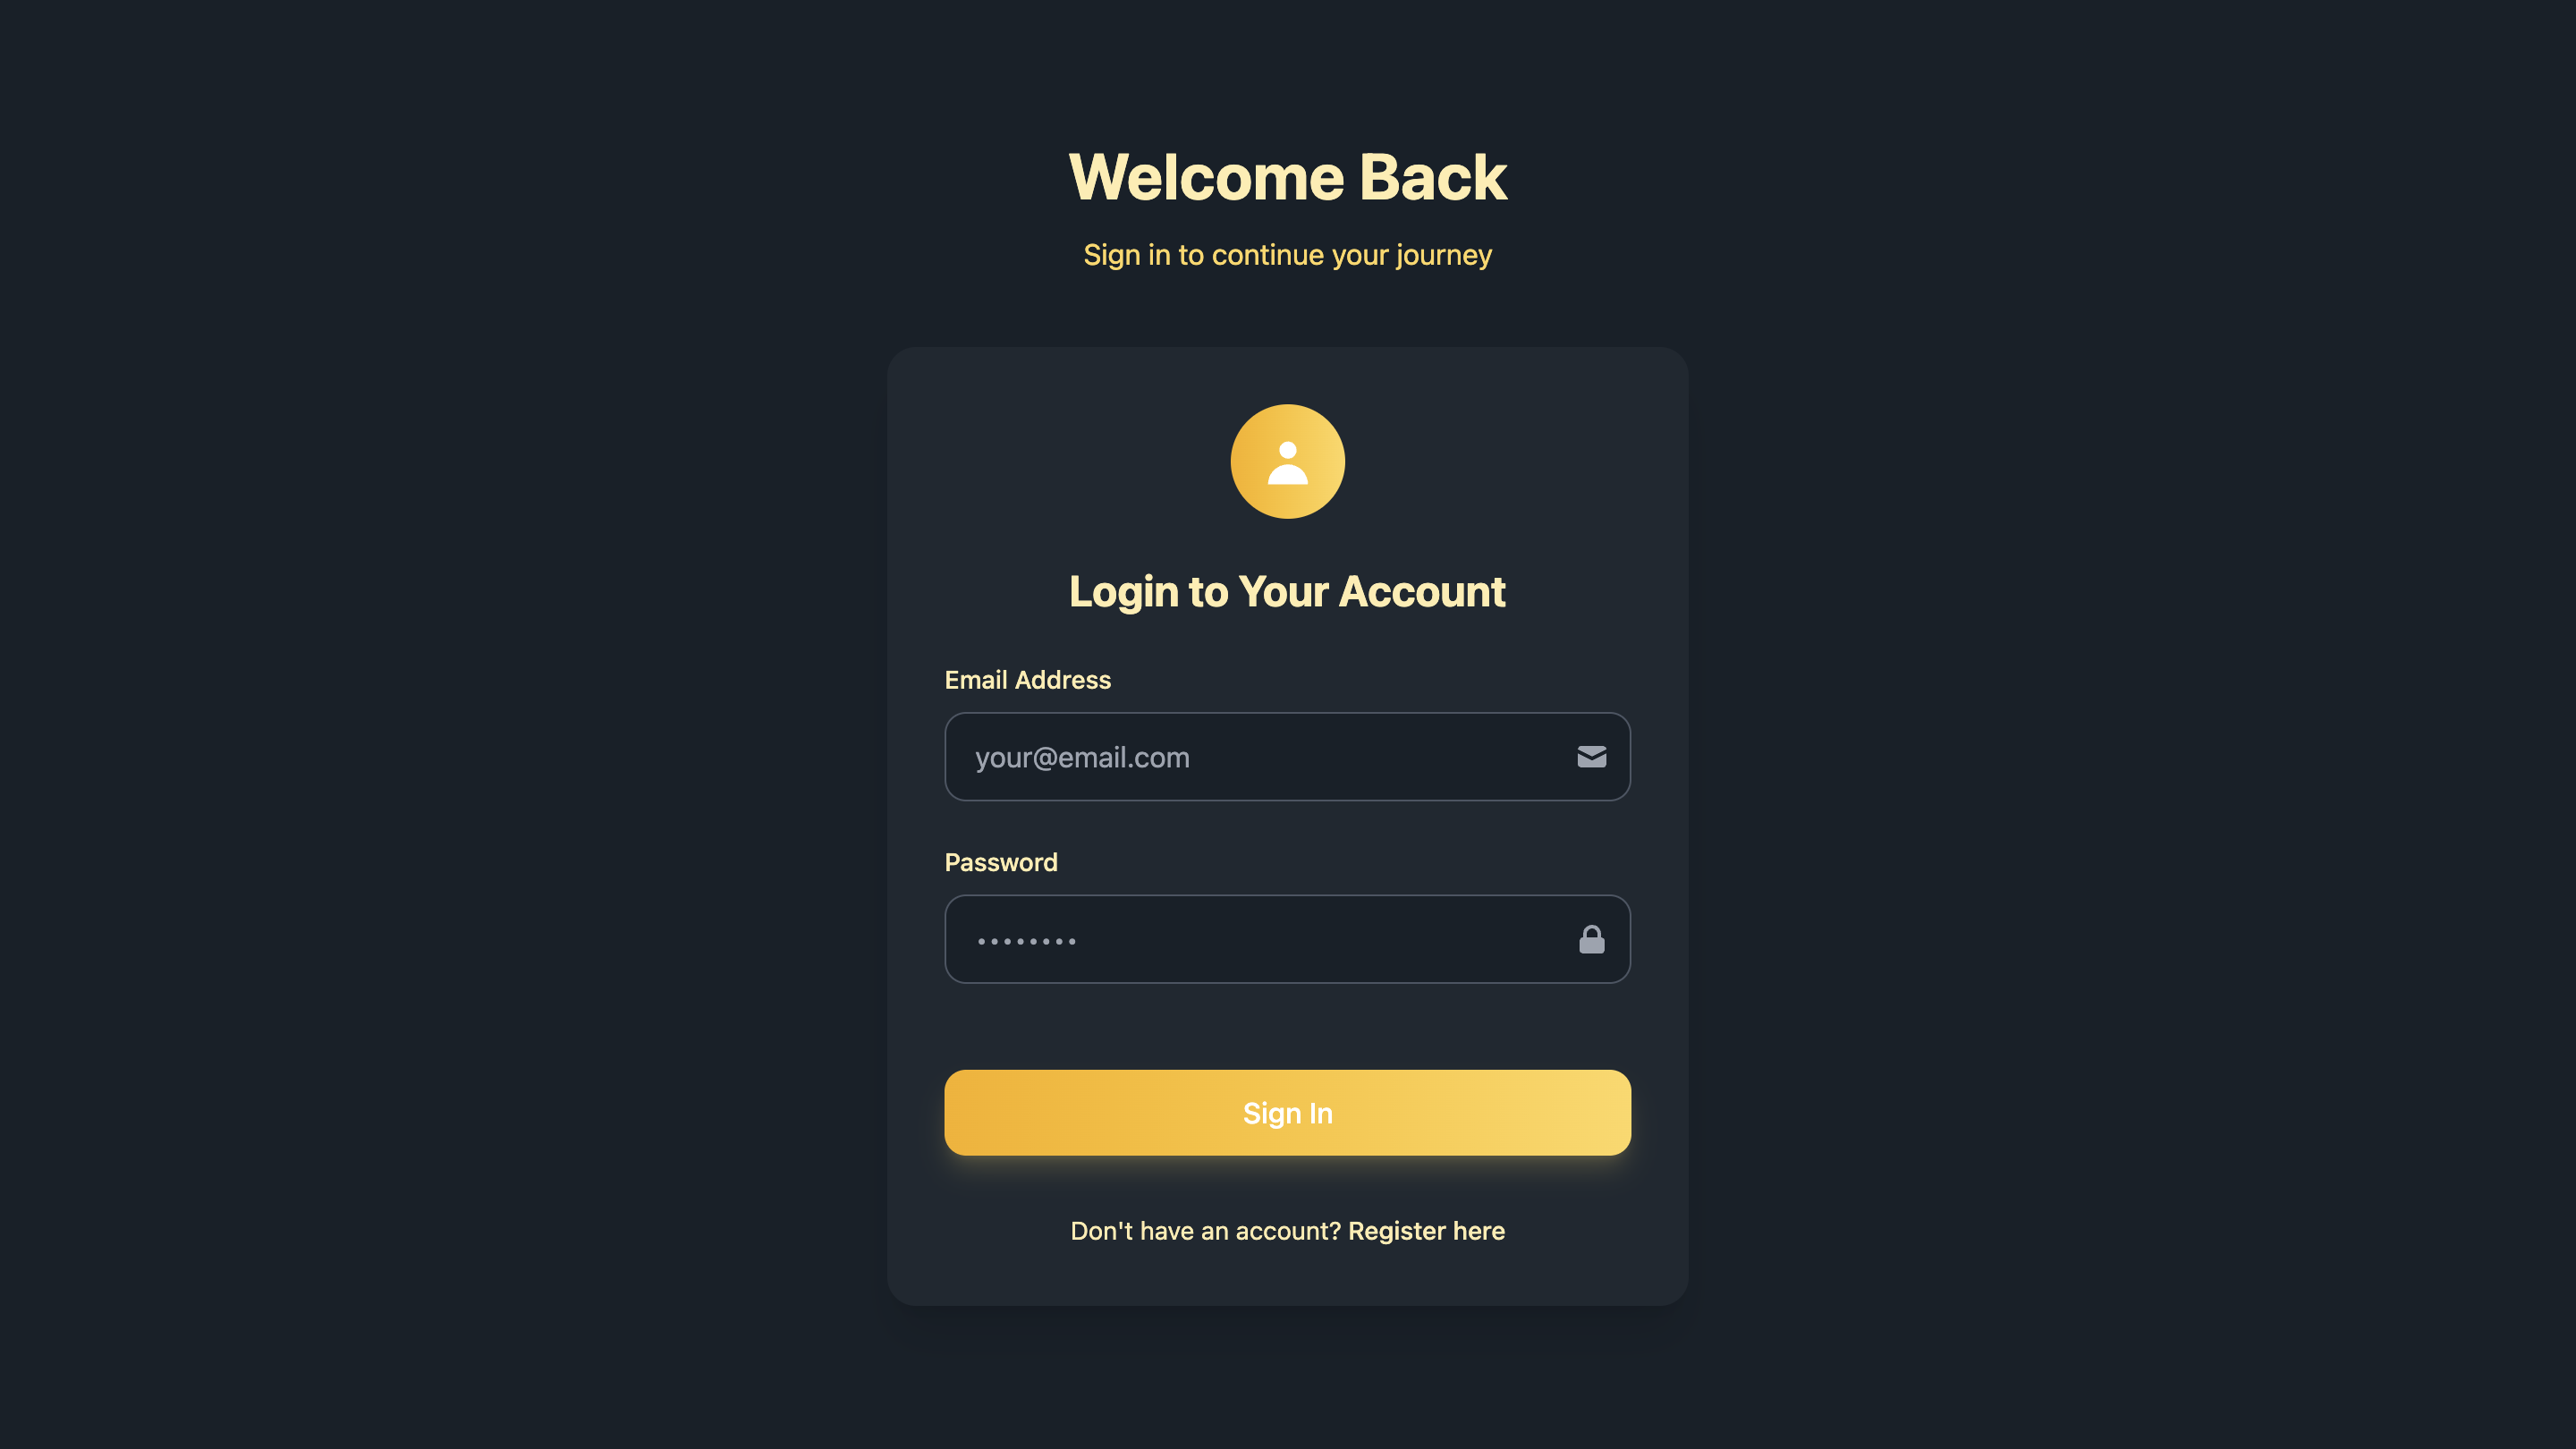 Welcome Back
Sign in to continue your journey
Login to Your Account
Email Address
your@email.com
Password
••••••••
Sign In
Don't have an account? Register here